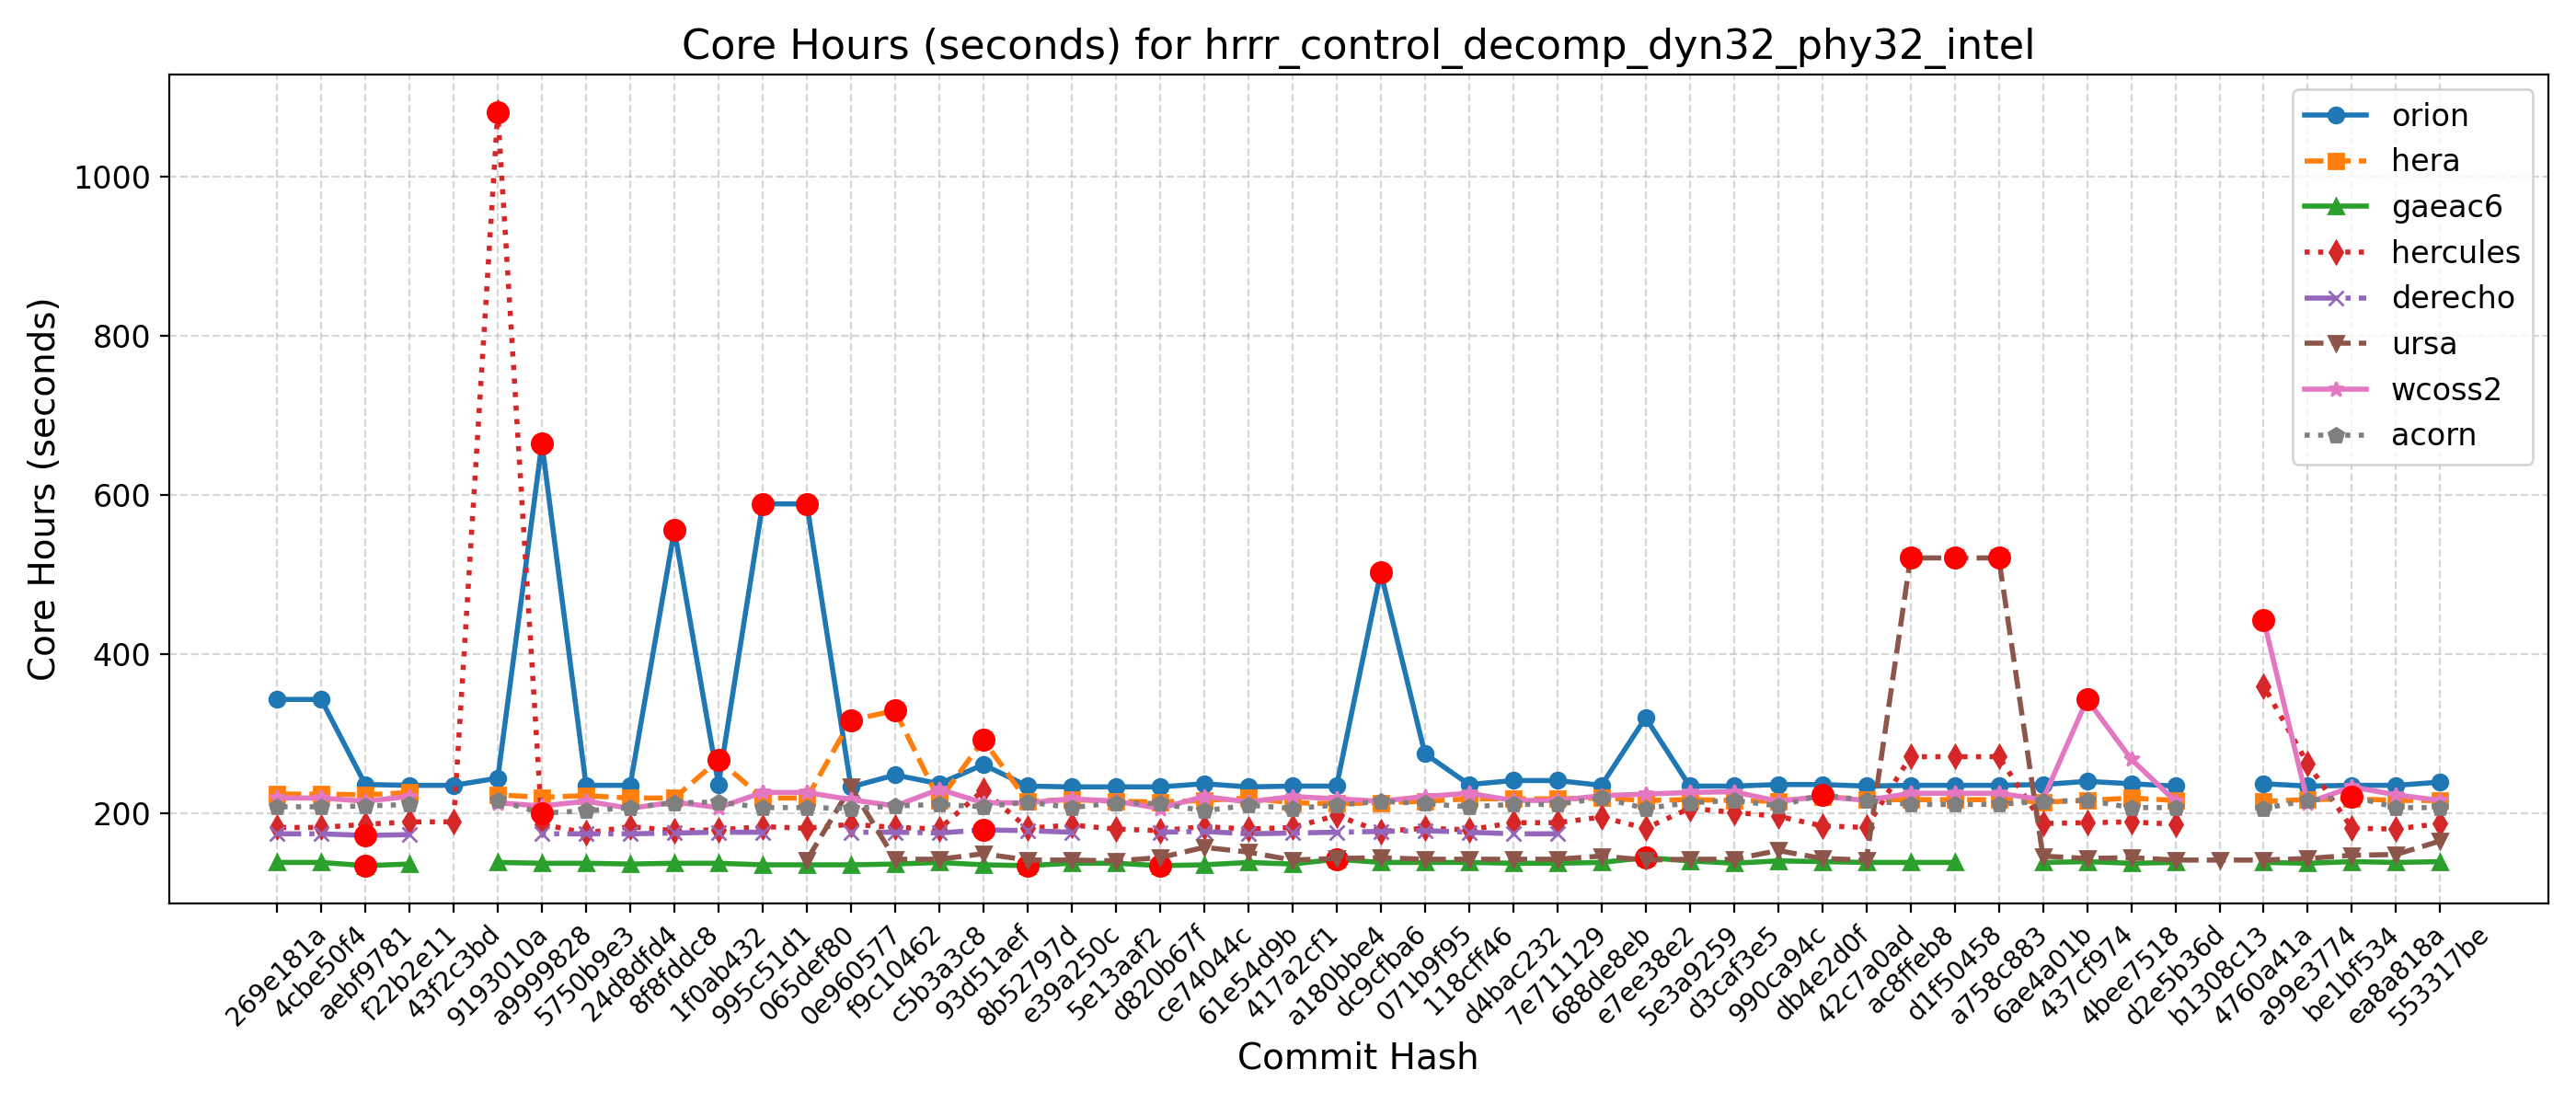 Core Hours (seconds) for hrrr_control_decomp_dyn32_phy32_intel
Core Hours (seconds)
1000
800
600
400
200
orion
hera
gaeac6
hercules
derecho
ursa
wcoss2
acorn
269e181a
4cbe50f4
aebf9781
f22b2e11
43f2c3bd
9193010a
a9999828
5750b9e3
24d8dfd4
8f8fddc8
1f0ab432
995c51d1
065def80
0e960577
f9c10462
c5b3a3c8
93d51aef
8b52797d
e39a250c
5e13aaf2
d820b67f
ce74044c
61e54d9b
417a2cf1
a180bbe4
dc9cfba6
071b9f95
118cff46
d4bac232
7e711129
688de8eb
e7ee38e2
5e3a9259
d3caf3e5
990ca94c
db4e2d0f
42c7a0ad
ac8ffeb8
d1f50458
a758c883
6ae4a01b
437cf974
4bee7518
d2e5b36d
b1308c13
4760a41a
a99e3774
be1bf534
ea8a818a
553317be
Commit Hash